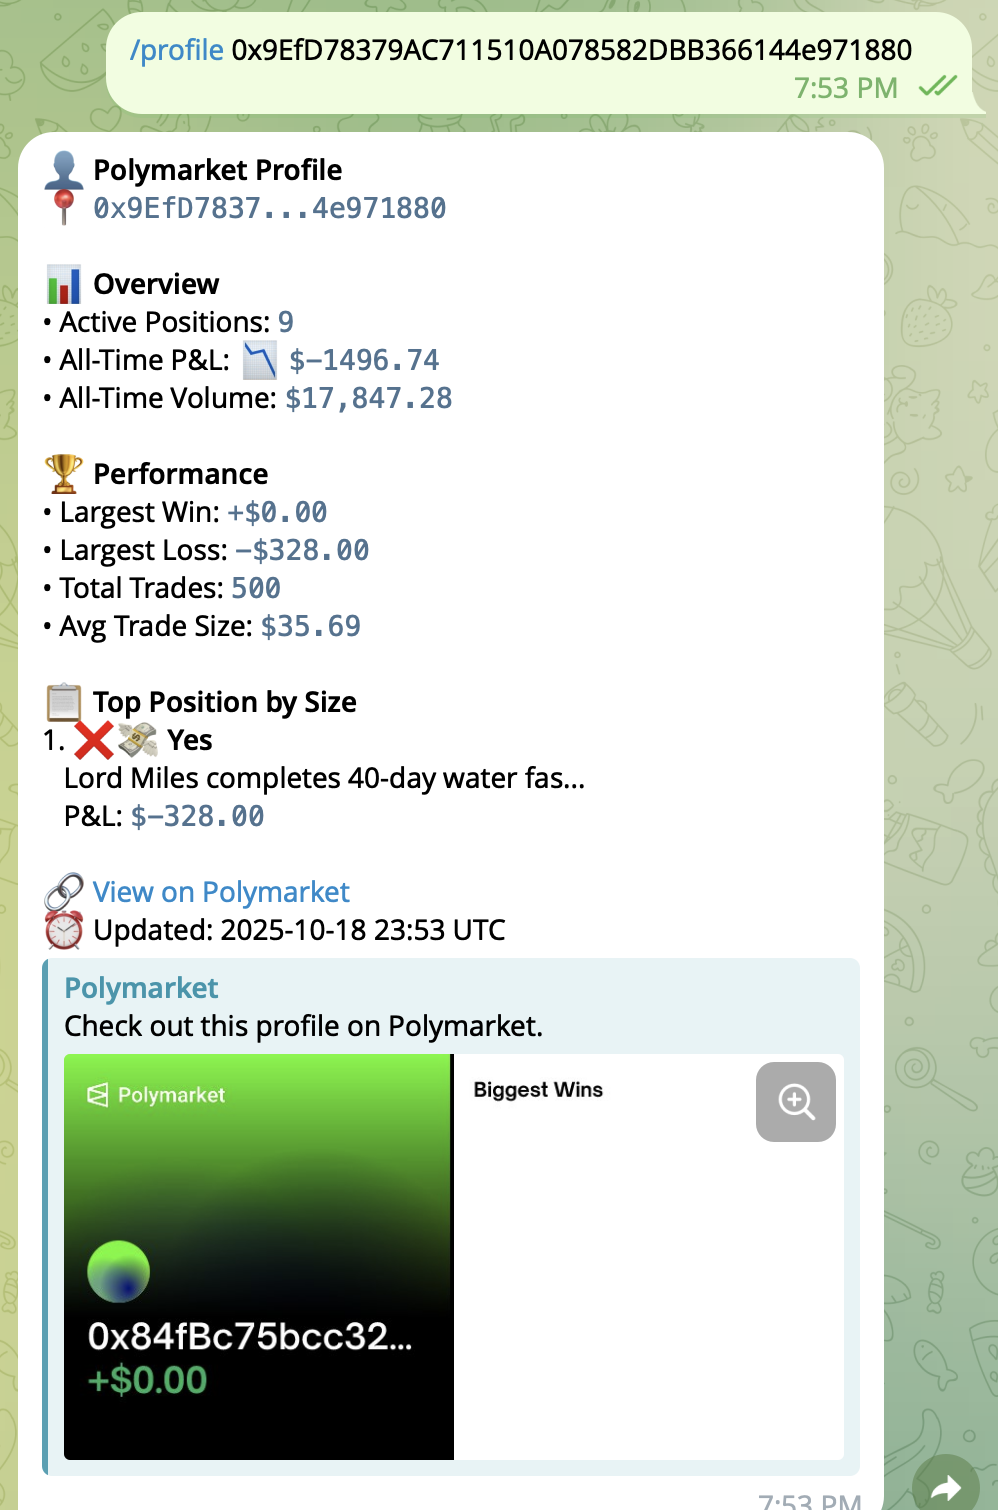 /profile 0x9EfD78379AC711510A078582DBB366144e971880
7:53 PM
Polymarket Profile
0x9EfD7837...4e971880
Overview
• Active Positions: 9
• All-Time P&L: $-1496.74
• All-Time Volume: $17,847.28
Performance
• Largest Win: +$0.00
• Largest Loss: -$328.00
• Total Trades: 500
• Avg Trade Size: $35.69
Top Position by Size
1. ❌💸 Yes
Lord Miles completes 40-day water fas...
P&L: $-328.00
View on Polymarket
Updated: 2025-10-18 23:53 UTC
Polymarket
Check out this profile on Polymarket.
Polymarket
Biggest Wins
0x84fBc75bcc32...
+$0.00
7:53 PM